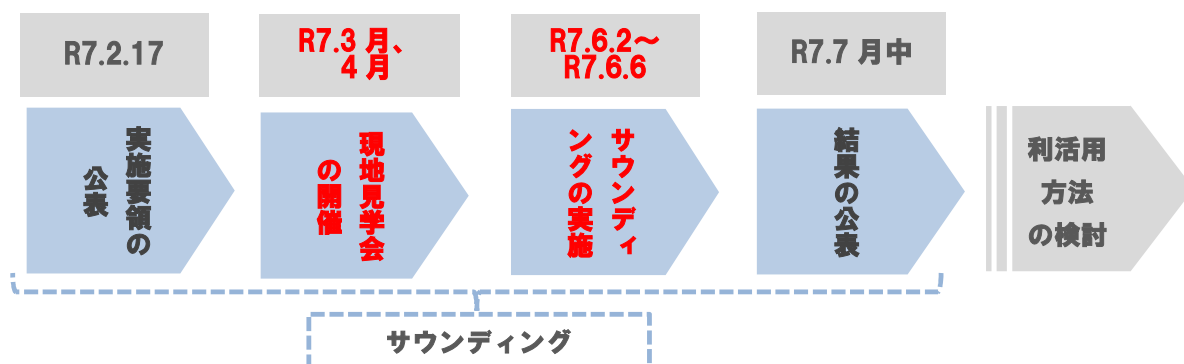 R7.2.17
R7.3 月、
4 月
R7.6.2～
R7.6.6
R7.7 月中
実施要領の
公表
現地見学会
の開催
サウンディ
ングの実施
結果の公表
利活用
方法
の検討
サウンディング